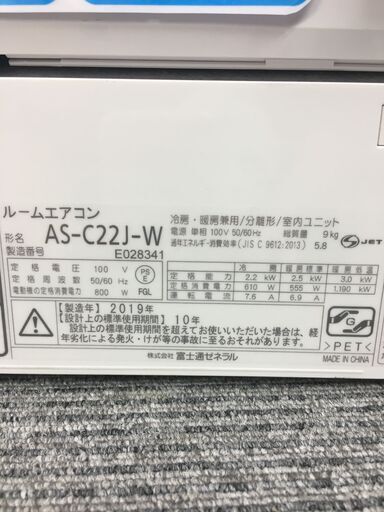 ルームエアコン
形名 AS-C22J-W
製造番号 E028341
冷房・暖房兼用/分離形/室内ユニット
電源 単相100V 50/60Hz 総質量 9kg
通年エネルギー消費効率(JIS C 9612:2013) 5.8
JET
定格電圧 100 V
定格周波数 50/60 Hz
電動機の定格消費電力 800 W
PSE
FGL
冷房 暖房標準 暖房低温
定格能力 2.2 kW 2.5 kW 3.0 kW
定格消費電力 610 W 555 W 1,190 kW
運転電流 7.6 A 6.9 A
【製造年】2019年
【設計上の標準使用期間】10年
設計上の標準使用期間を超えてお使いいただいた場合は、経
年劣化による発火・けが等の事故に至るおそれがあります。
G
>PET<
株式会社 富士通ゼネラル
MADE IN CHINA